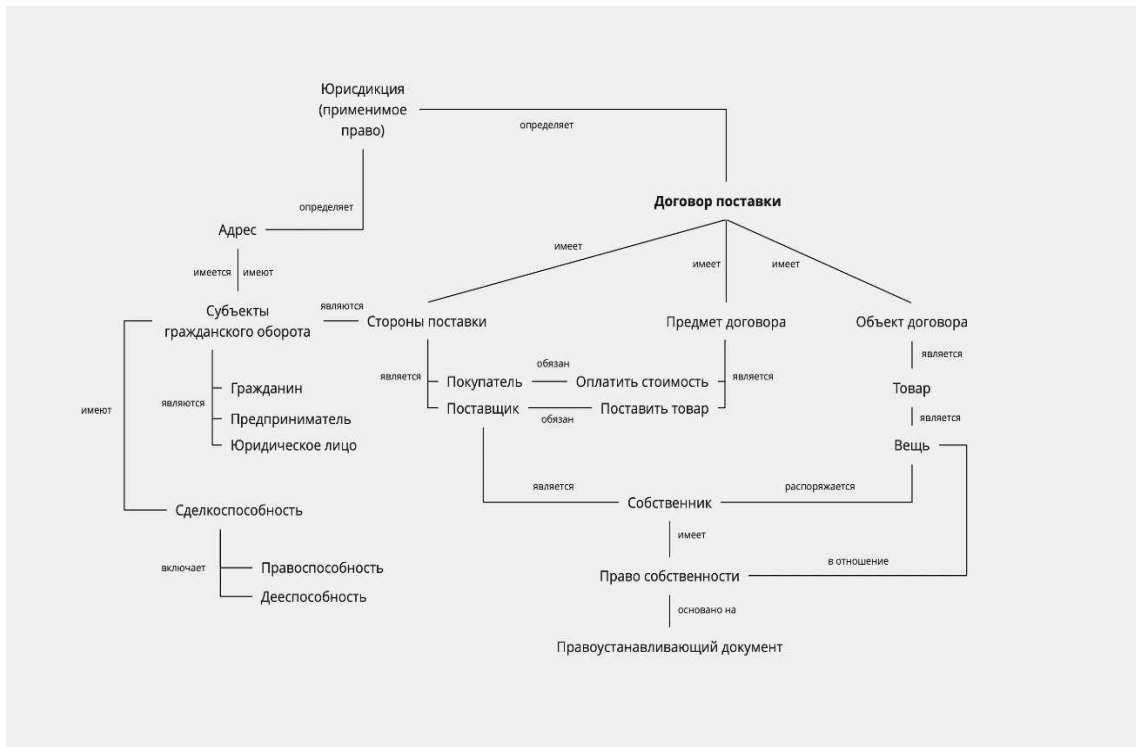 Юрисдикция
(применимое
право)
определяет
определяет
Договор поставки
Адрес
имеет
имеет
имеет
имеется
имеют
Субъекты
гражданского оборота
являются
Стороны поставки
Предмет договора
Объект договора
является
обязан
является
является
Покупатель
Оплатить стоимость
Гражданин
Товар
имеют
являются
Поставщик
Поставить товар
обязан
является
Предприниматель
Юридическое лицо
Вещь
является
распоряжается
Собственник
Сделкоспособность
имеет
включает
Правоспособность
в отношение
Право собственности
Дееспособность
основано на
Правоустанавливающий документ